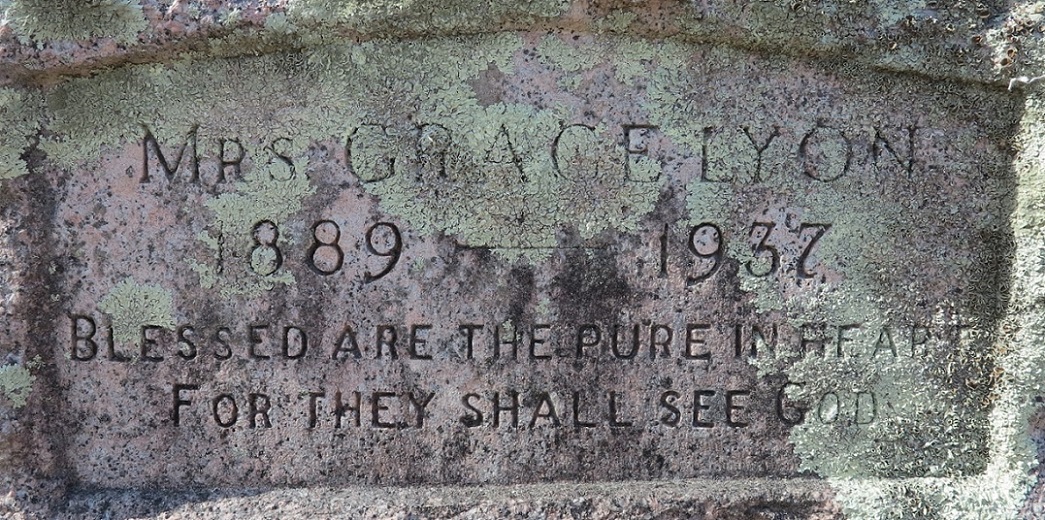 Mrs GRACE LYON
1889 — 1937
BLESSED ARE THE PURE IN HEART
FOR THEY SHALL SEE GOD